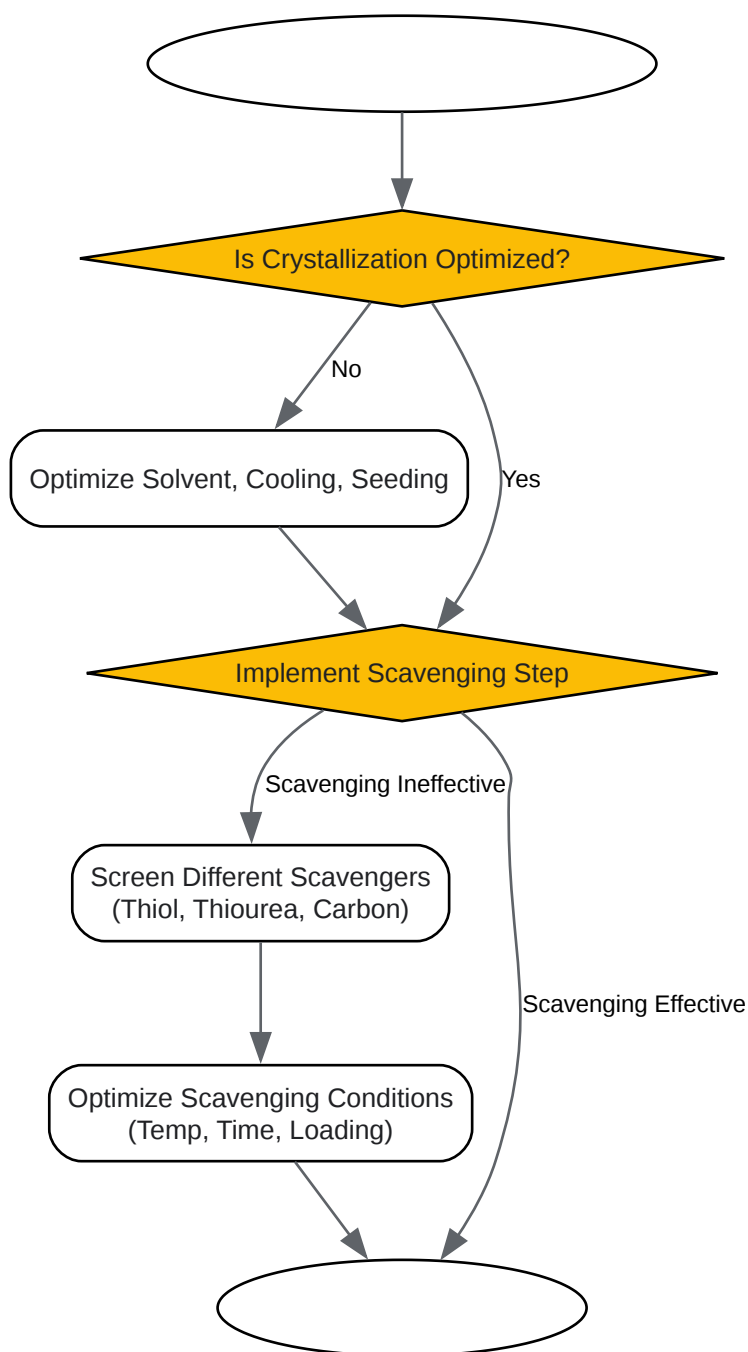 Is Crystallization Optimized?
No
Optimize Solvent, Cooling, Seeding
Yes
Implement Scavenging Step
Scavenging Ineffective
Screen Different Scavengers
(Thiol, Thiourea, Carbon)
Scavenging Effective
Optimize Scavenging Conditions
(Temp, Time, Loading)